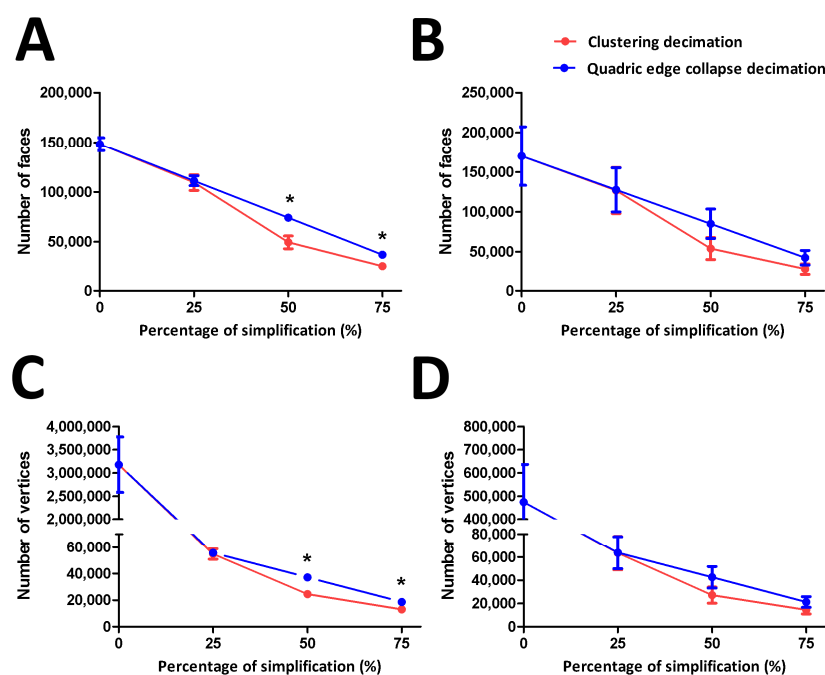 A
B
Clustering decimation
Quadric edge collapse decimation
Number of faces
200,000
150,000
100,000
50,000
0
*
*
0 25 50 75
Percentage of simplification (%)
Number of faces
250,000
200,000
150,000
100,000
50,000
0
0 25 50 75
Percentage of simplification (%)
C
D
Number of vertices
4,000,000
3,500,000
3,000,000
2,500,000
2,000,000
60,000
40,000
20,000
0
*
*
0 25 50 75
Percentage of simplification (%)
Number of vertices
800,000
700,000
600,000
500,000
400,000
80,000
60,000
40,000
20,000
0
0 25 50 75
Percentage of simplification (%)